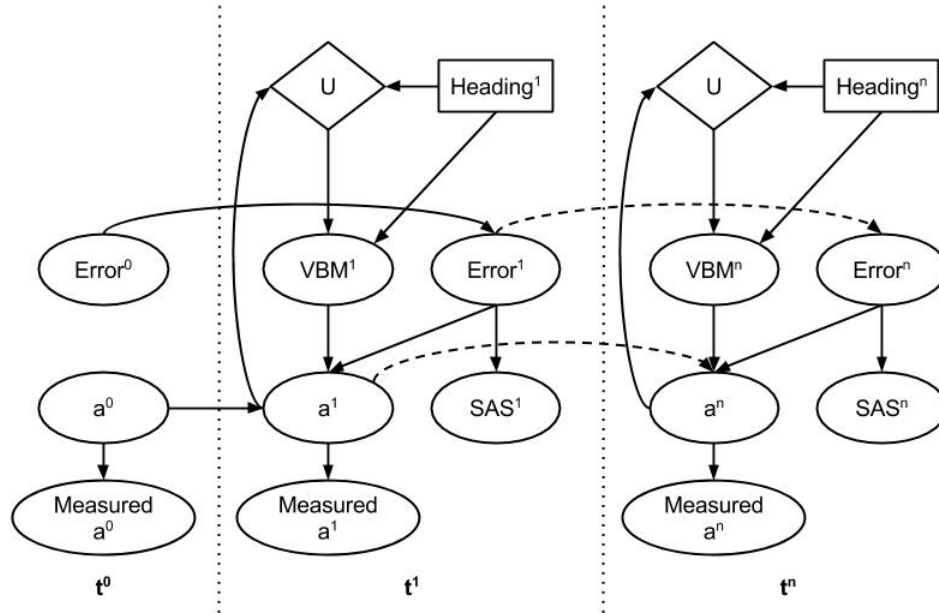 U
Heading¹
U
Headingⁿ
Error⁰
VBM¹
Error¹
VBMⁿ
Errorⁿ
a⁰
a¹
SAS¹
aⁿ
SASⁿ
Measured
a⁰
Measured
a¹
Measured
aⁿ
t⁰
t¹
tⁿ